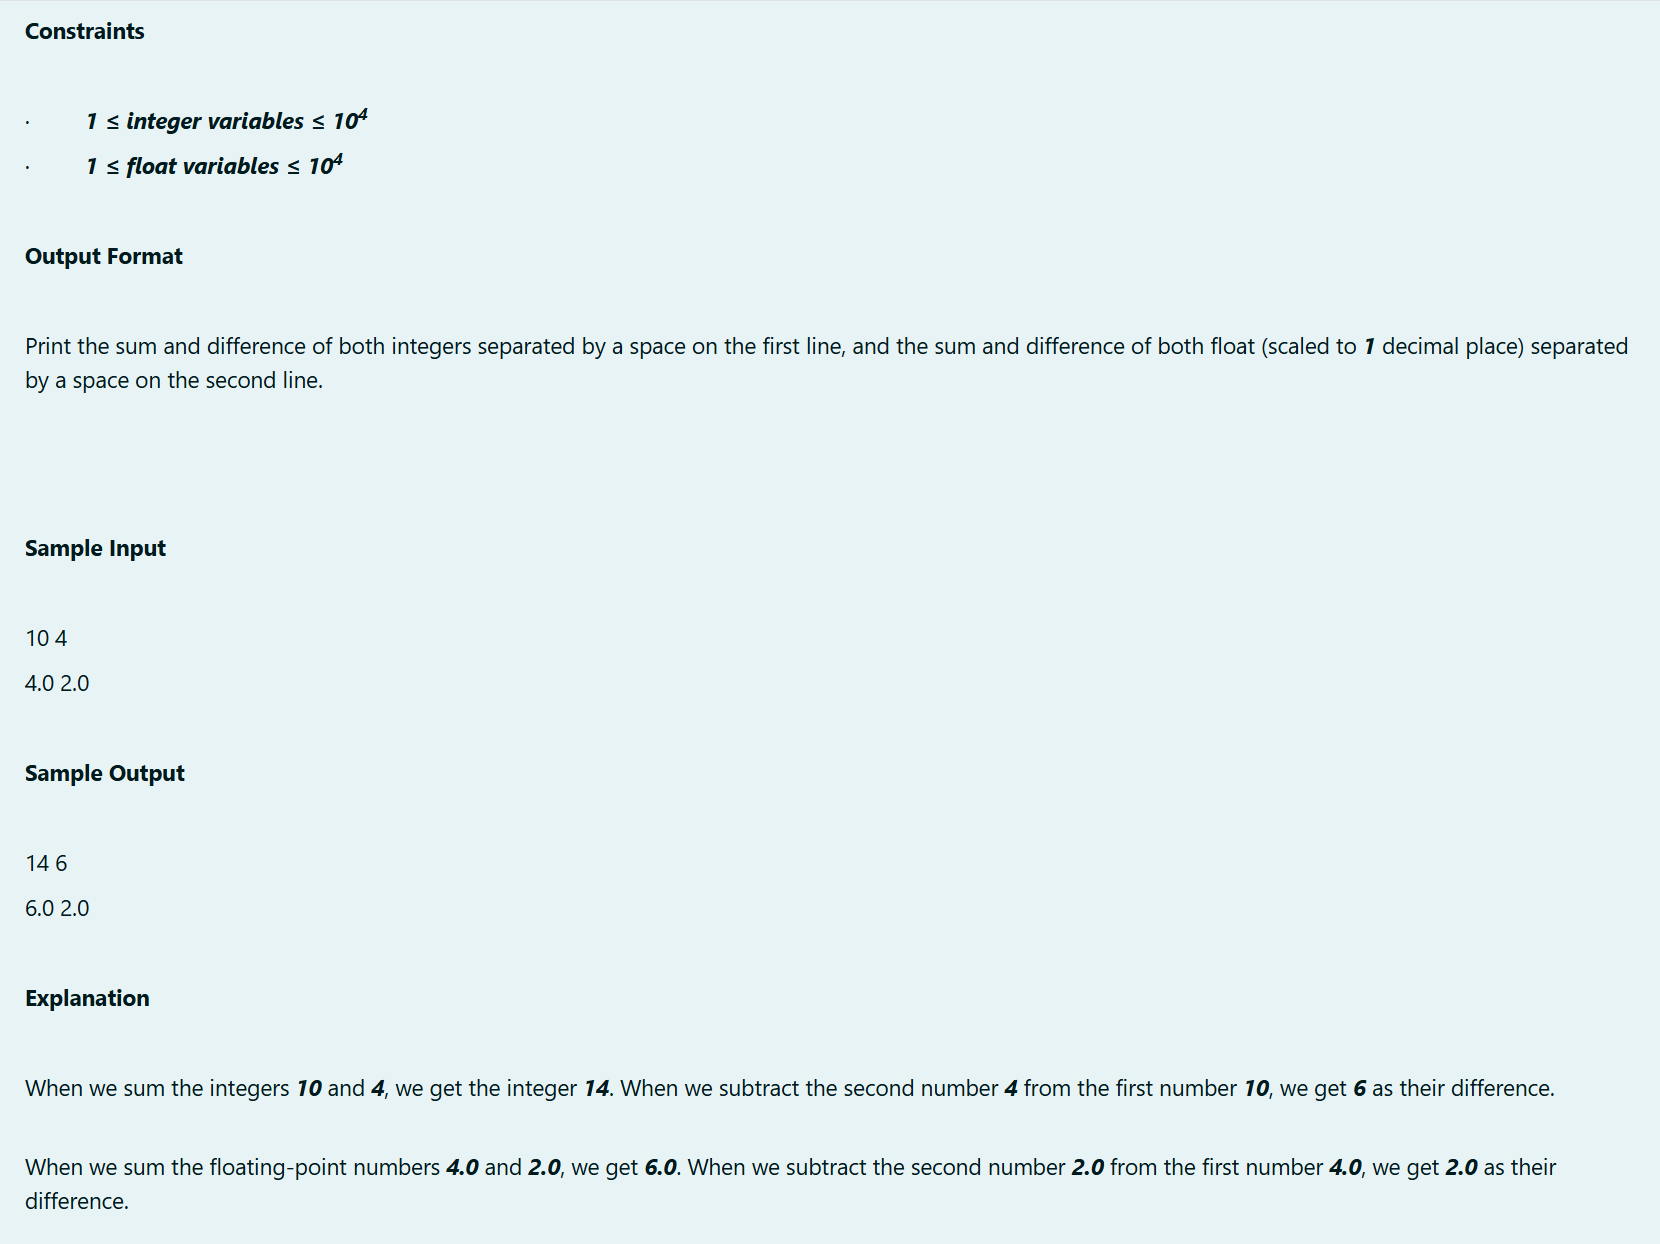 Constraints
· 1 ≤ integer variables ≤ 10⁴
· 1 ≤ float variables ≤ 10⁴
Output Format
Print the sum and difference of both integers separated by a space on the first line, and the sum and difference of both float (scaled to 1 decimal place) separated
by a space on the second line.
Sample Input
10 4
4.0 2.0
Sample Output
14 6
6.0 2.0
Explanation
When we sum the integers 10 and 4, we get the integer 14. When we subtract the second number 4 from the first number 10, we get 6 as their difference.
When we sum the floating-point numbers 4.0 and 2.0, we get 6.0. When we subtract the second number 2.0 from the first number 4.0, we get 2.0 as their
difference.